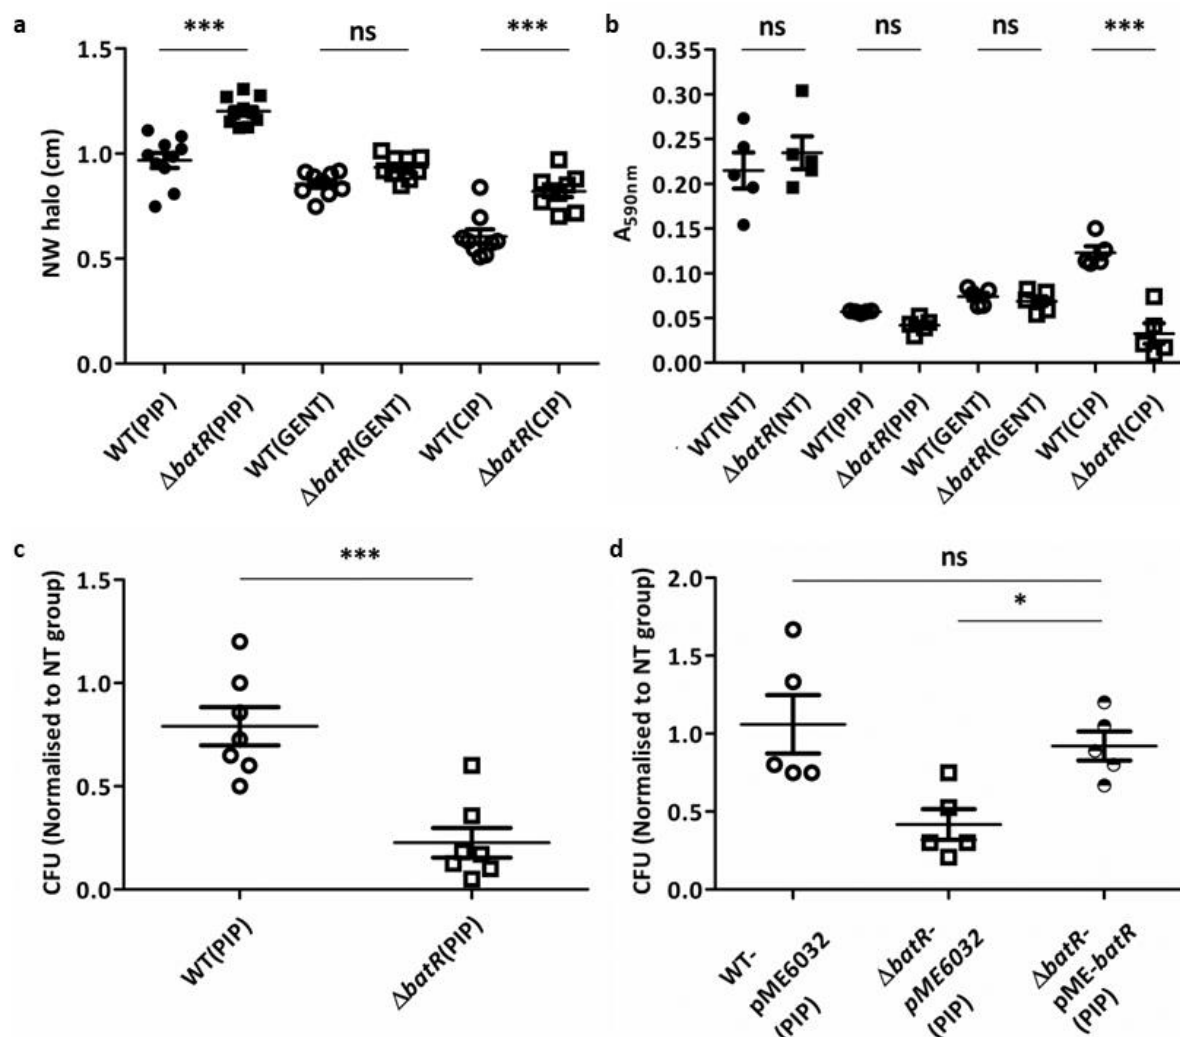 a
*** ns ***
NW halo (cm)
1.5
1.0
0.5
0.0
WT(PIP)
ΔbatR(PIP)
WT(GENT)
ΔbatR(GENT)
WT(CIP)
ΔbatR(CIP)
b
ns ns ns ***
A590nm
0.35
0.30
0.25
0.20
0.15
0.10
0.05
0.00
WT(NT)
ΔbatR(NT)
WT(PIP)
ΔbatR(PIP)
WT(GENT)
ΔbatR(GENT)
WT(CIP)
ΔbatR(CIP)
c
***
CFU (Normalised to NT group)
1.5
1.0
0.5
0.0
WT(PIP)
ΔbatR(PIP)
d
ns
*
CFU (Normalised to NT group)
2.0
1.5
1.0
0.5
0.0
WT-
pME6032
(PIP)
ΔbatR-
pME6032
(PIP)
ΔbatR-
pME-batR
(PIP)